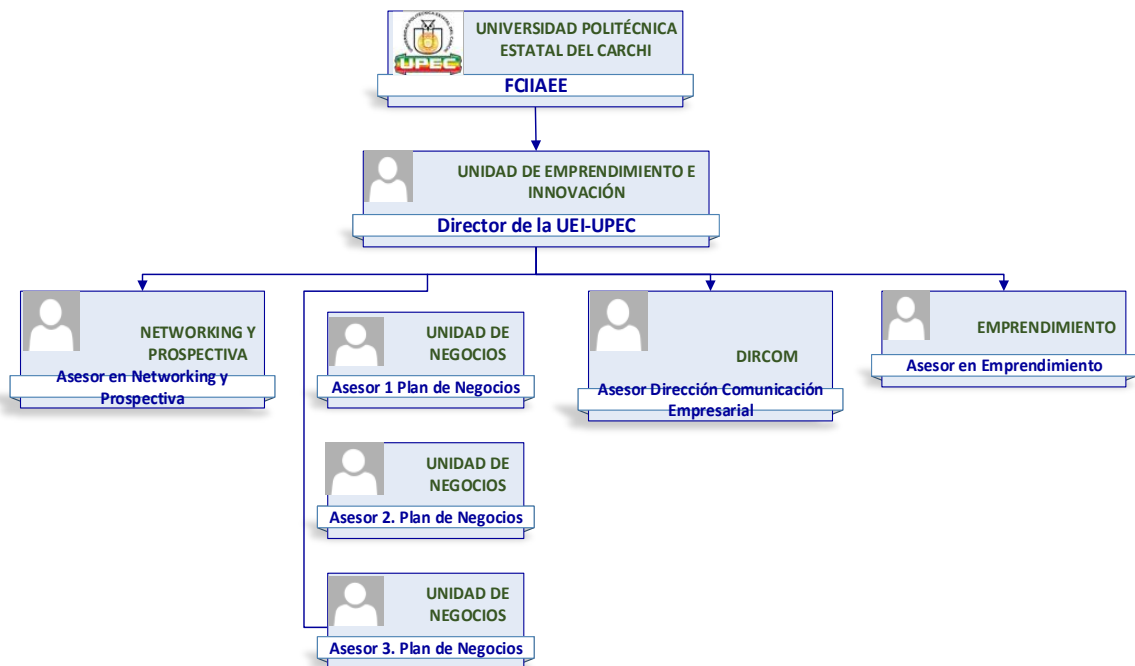 UNIVERSIDAD POLITÉCNICA
ESTATAL DEL CARCHI
UPEC
FCIIAEE
UNIDAD DE EMPRENDIMIENTO E
INNOVACIÓN
Director de la UEI-UPEC
NETWORKING Y
PROSPECTIVA
Asesor en Networking y
Prospectiva
UNIDAD DE
NEGOCIOS
Asesor 1 Plan de Negocios
UNIDAD DE
NEGOCIOS
Asesor 2. Plan de Negocios
UNIDAD DE
NEGOCIOS
Asesor 3. Plan de Negocios
DIRCOM
Asesor Dirección Comunicación
Empresarial
EMPRENDIMIENTO
Asesor en Emprendimiento